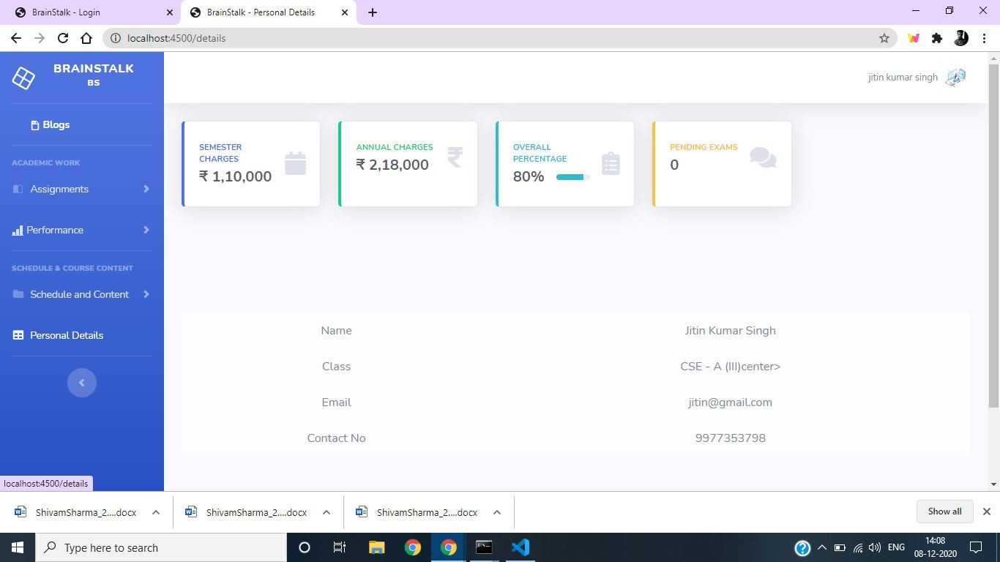 BrainStalk - Login
BrainStalk - Personal Details
localhost:4500/details
BRAINSTALK
BS
jitin kumar singh
Blogs
ACADEMIC WORK
Assignments
Performance
SCHEDULE & COURSE CONTENT
Schedule and Content
Personal Details
SEMESTER
CHARGES
₹ 1,10,000
ANNUAL CHARGES
₹ 2,18,000
OVERALL
PERCENTAGE
80%
PENDING EXAMS
0
Name Jitin Kumar Singh
Class CSE - A (III)center>
Email jitin@gmail.com
Contact No 9977353798
localhost:4500/details
ShivamSharma_2....docx
ShivamSharma_2....docx
ShivamSharma_2....docx
Show all
Type here to search
ENG
14:08
08-12-2020